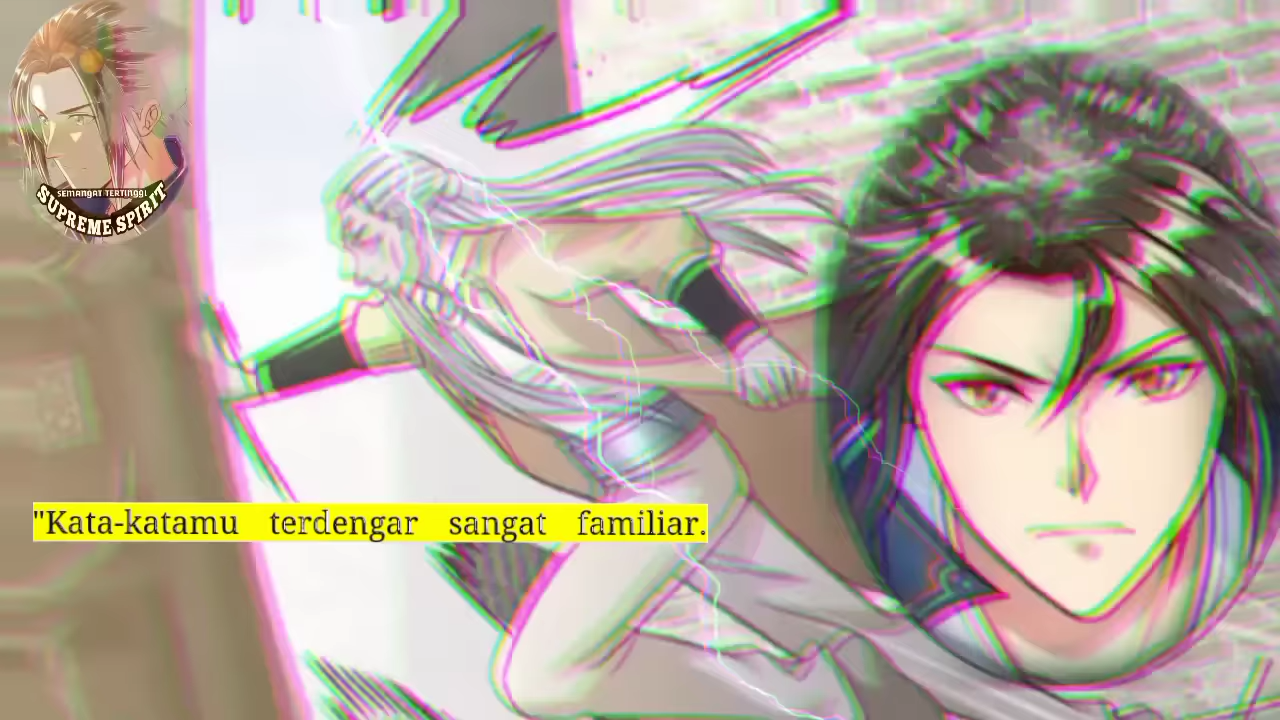 SEMANGAT TERTINGGI
SUPREME SPIRIT
"Kata-katamu terdengar sangat familiar.